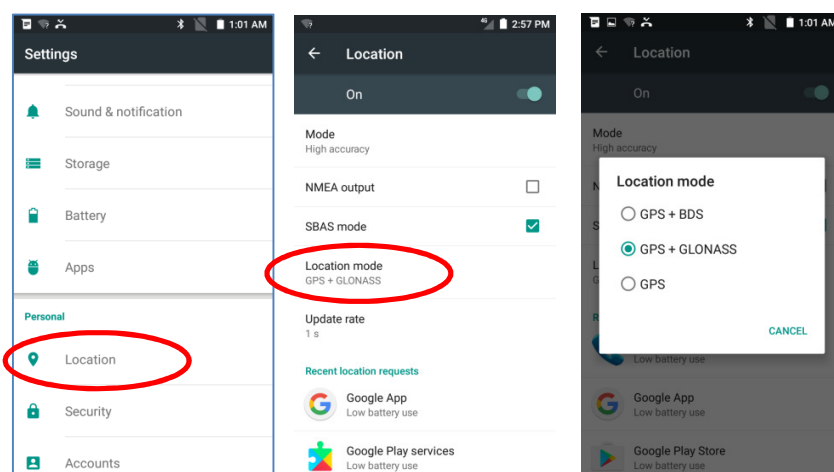 1:01 AM
Settings
Sound & notification
Storage
Battery
Apps
Personal
Location
Security
Accounts
4G 2:57 PM
Location
On
Mode
High accuracy
NMEA output
SBAS mode
Location mode
GPS + GLONASS
Update rate
1 s
Recent location requests
Google App
Low battery use
Google Play services
Low battery use
1:01 AM
Location
On
Mode
High accuracy
Location mode
GPS + BDS
GPS + GLONASS
GPS
CANCEL
Low battery use
Google App
Low battery use
Google Play Store
Low battery use